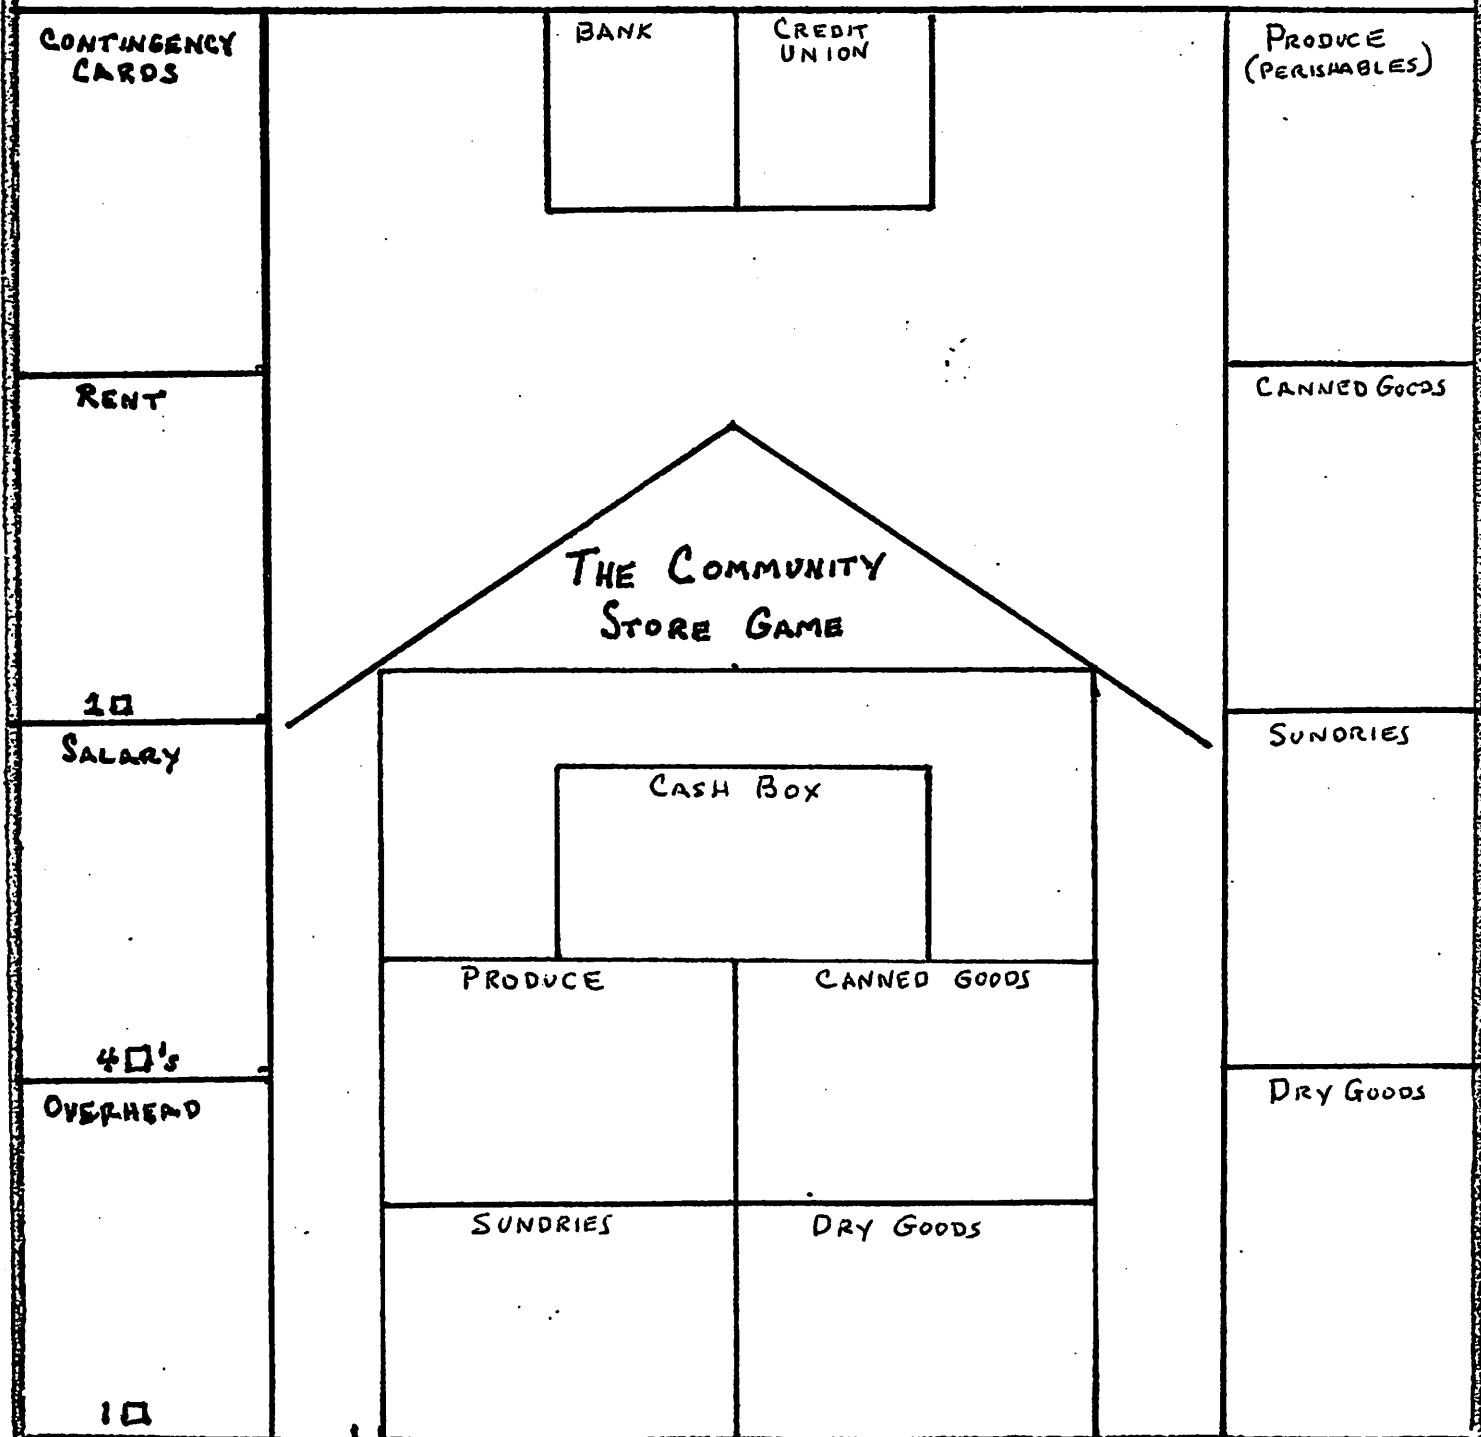 CONTINGENCY
CARDS
RENT
1□
SALARY
4□'s
OVERHEAD
1□
BANK
CREDIT
UNION
THE COMMUNITY
STORE GAME
CASH BOX
PRODUCE
CANNED GOODS
SUNDRIES
DRY GOODS
PRODUCE
(PERISHABLES)
CANNED GOODS
SUNDRIES
DRY GOODS